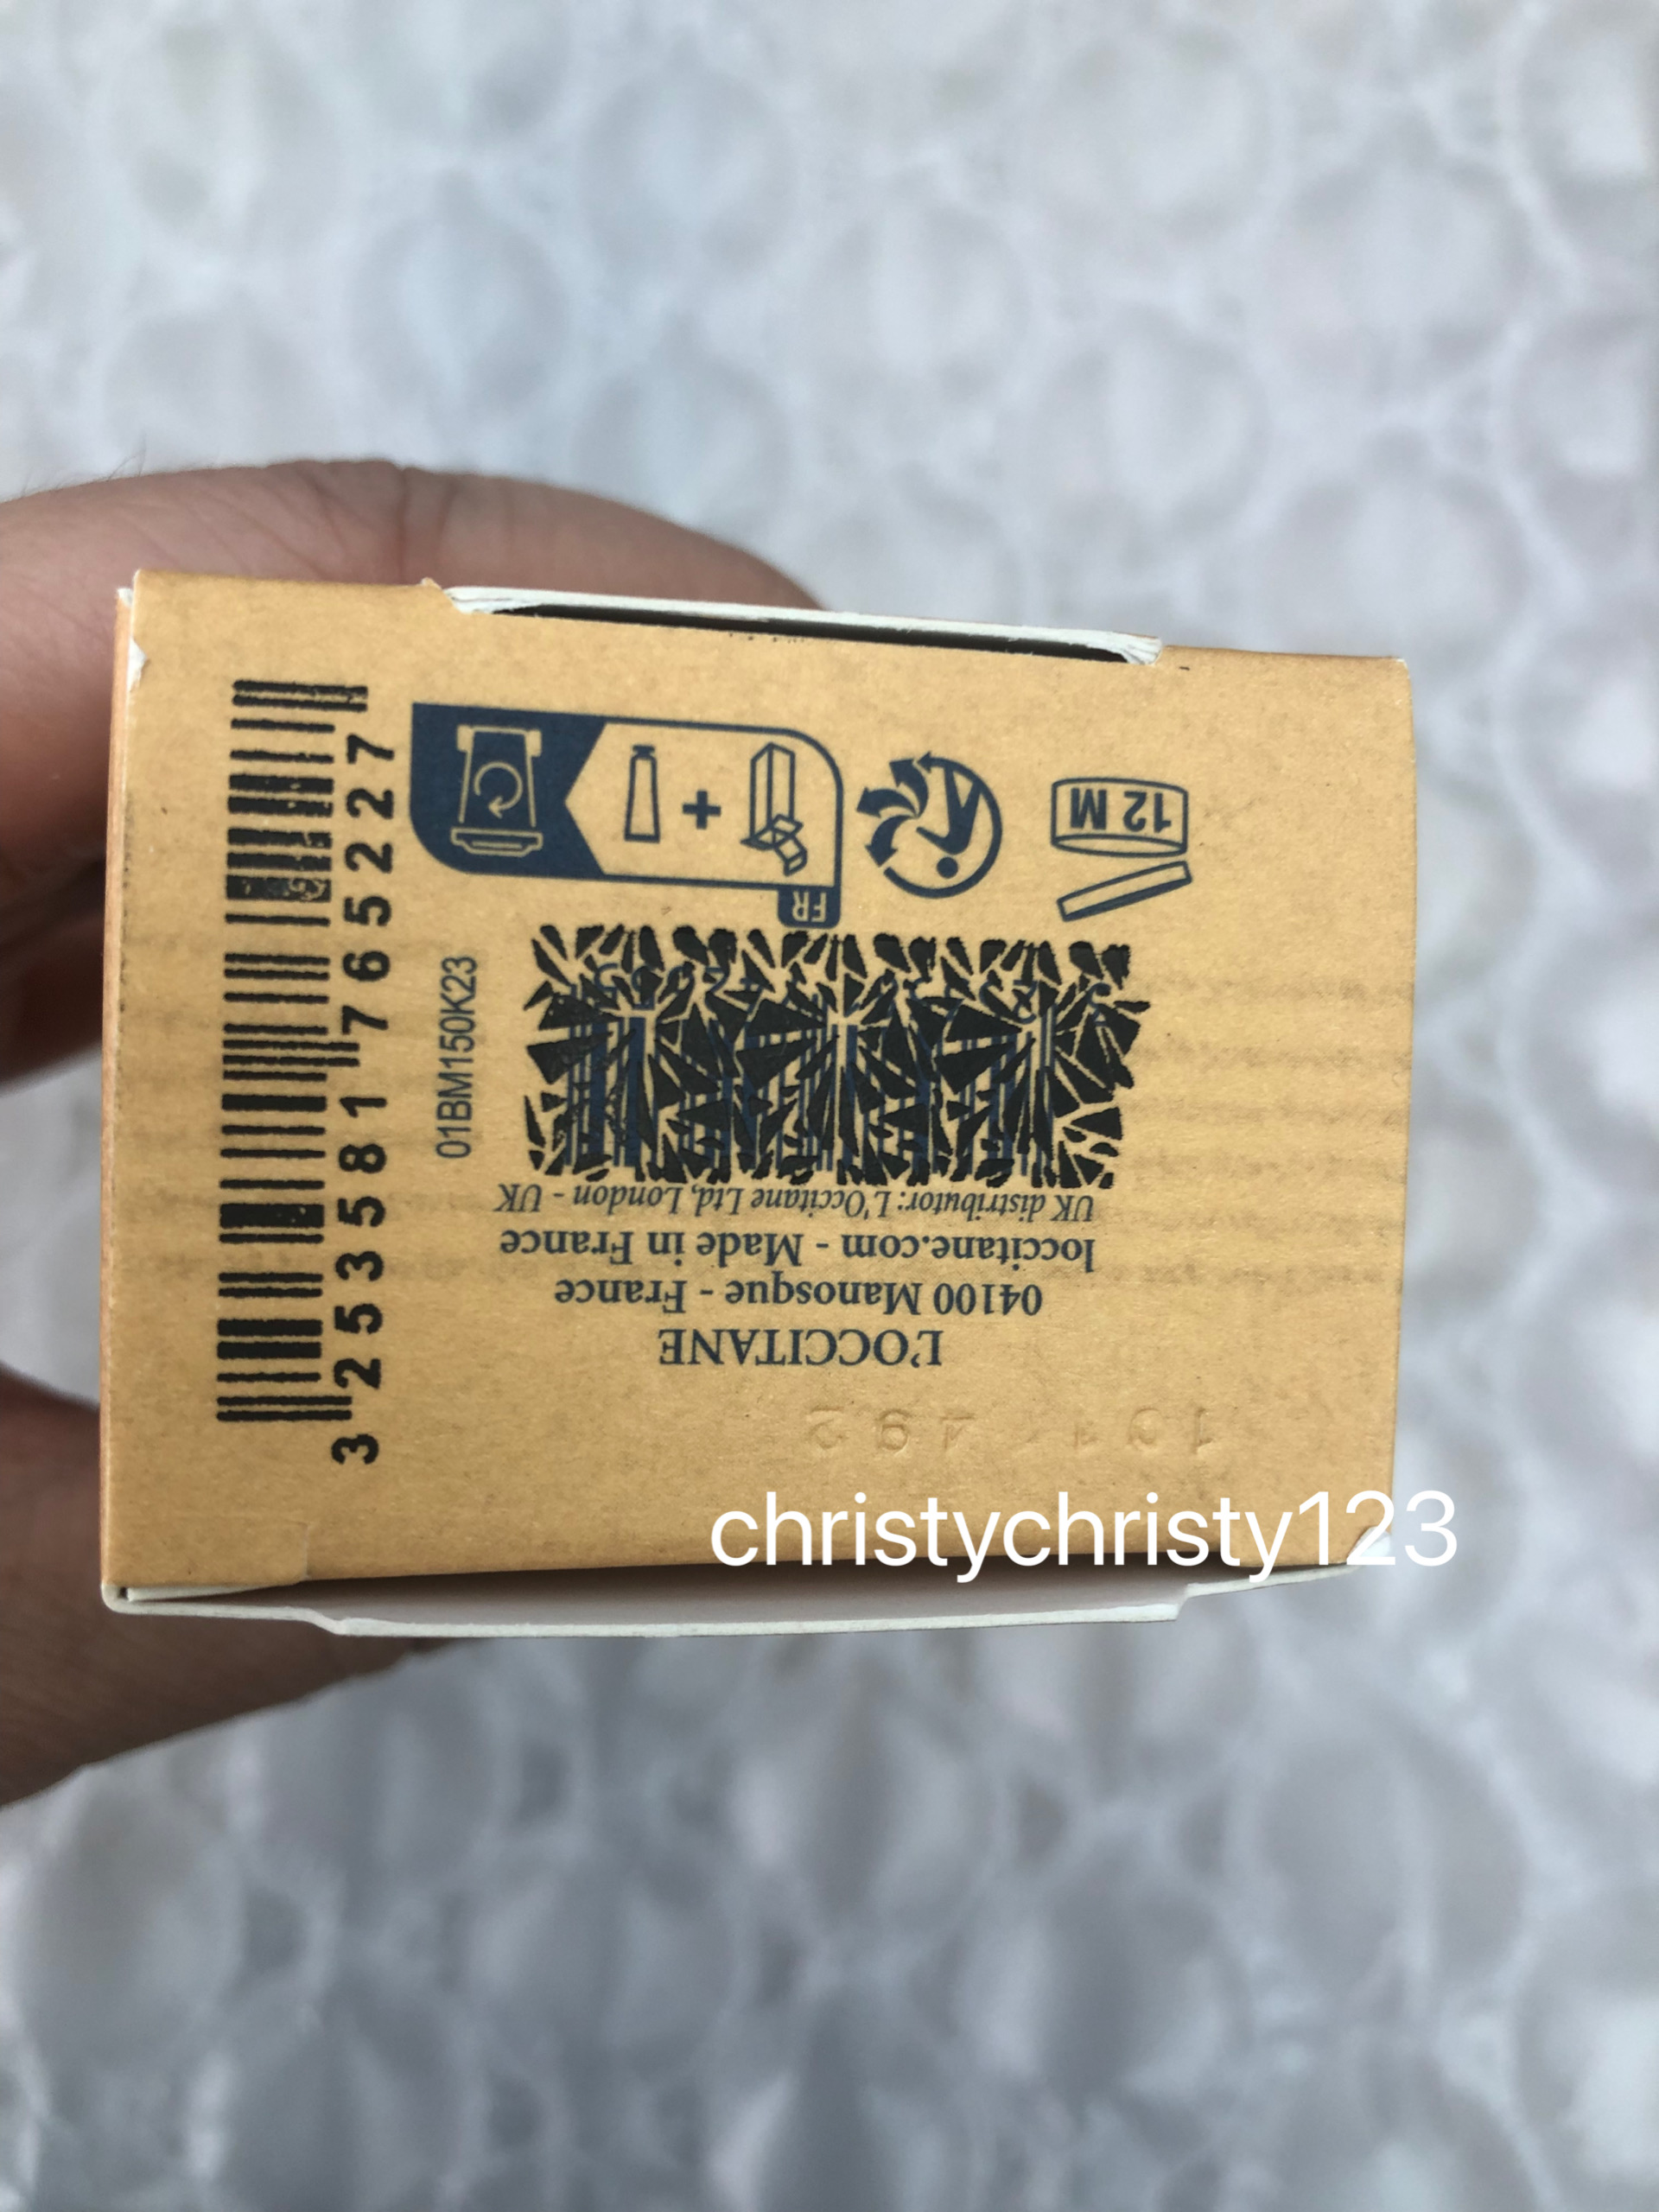 L'OCCITANE
04100 Manosque - France
loccitane.com - Made in France
UK distributor: L'Occitane Ltd, London - UK
FR
12 M
01BM150K23
3 253581 765227
christychristy123